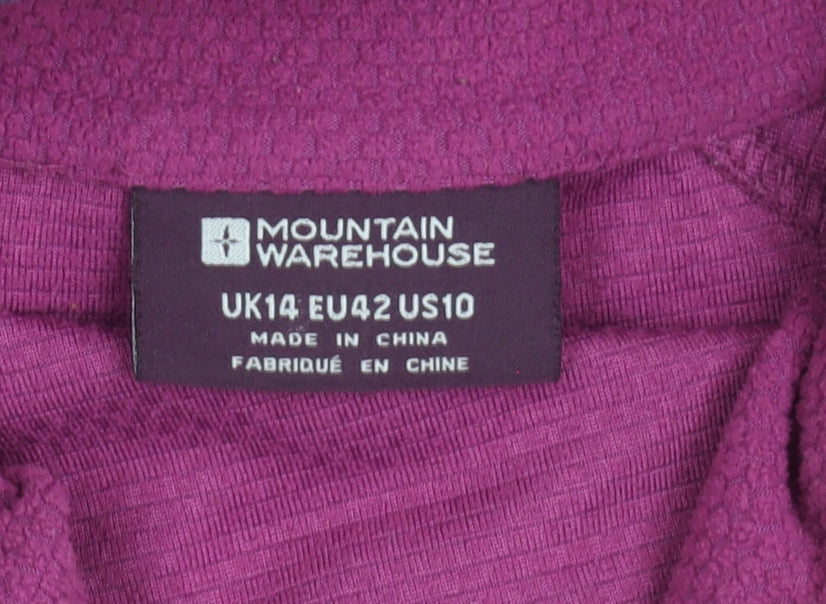 MOUNTAIN
WAREHOUSE
UK14 EU42 US10
MADE IN CHINA
FABRIQUÉ EN CHINE